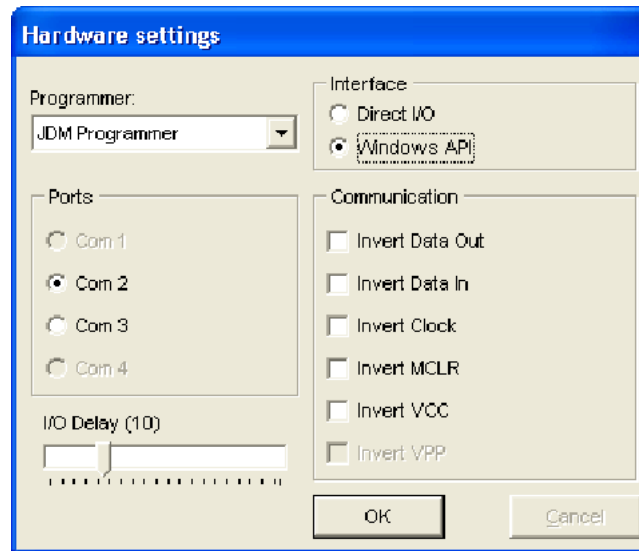 Hardware settings
Programmer:
JDM Programmer
Interface
Direct I/O
Windows API
Ports
Com 1
Com 2
Com 3
Com 4
I/O Delay (10)
Communication
Invert Data Out
Invert Data In
Invert Clock
Invert MCLR
Invert VCC
Invert VPP
OK
Cancel